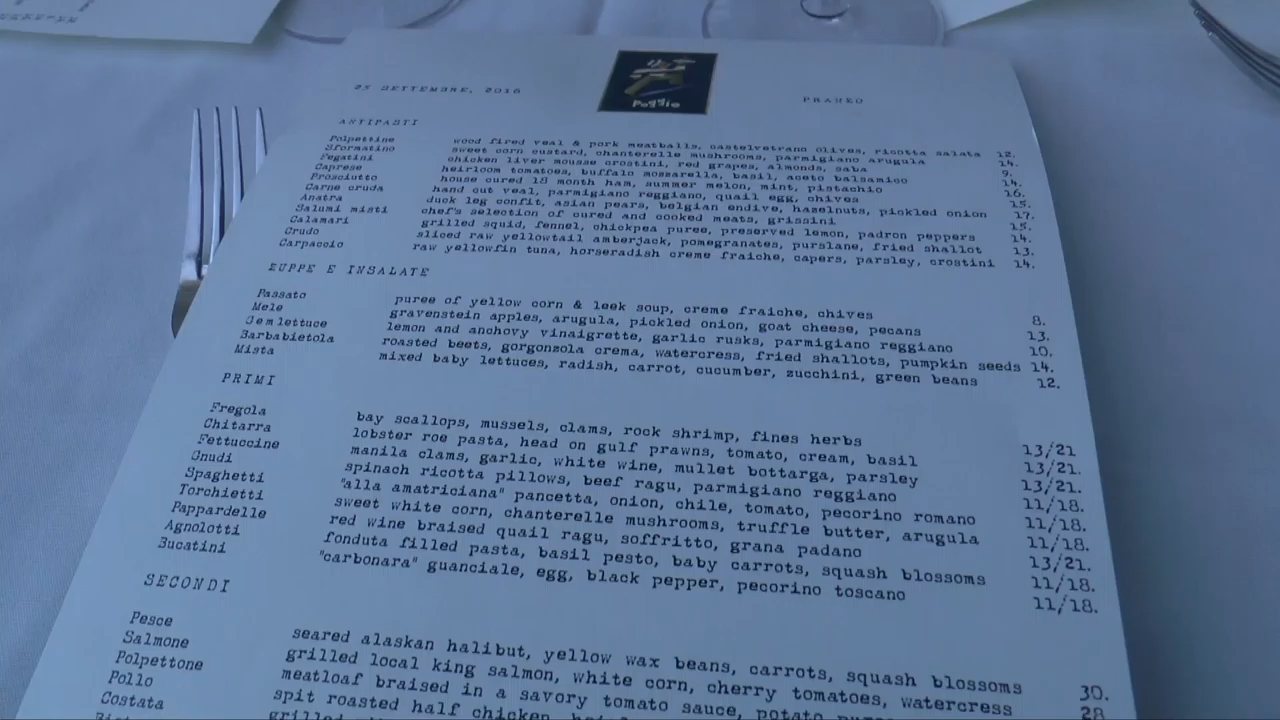 25 SETTEMBRE, 2016
Poggio
PRANZO
ANTIPASTI
Polpettine wood fired veal & pork meatballs, castelvetrano olives, ricotta salata 12.
Sformatino sweet corn custard, chanterelle mushrooms, parmigiano arugula 14.
Fegatini chicken liver mousse crostini, red grapes, almonds, saba 9.
Caprese heirloom tomatoes, buffalo mozzarella, basil, aceto balsamico 14.
Prosciutto house cured 18 month ham, summer melon, mint, pistachio 16.
Carne cruda hand cut veal, parmigiano reggiano, quail egg, chives 15.
Anatra duck leg confit, asian pears, belgian endive, hazelnuts, pickled onion 17.
Salumi misti chef's selection of cured and cooked meats, grissini 15.
Calamari grilled squid, fennel, chickpea puree, preserved lemon, padron peppers 14.
Crudo sliced raw yellowtail amberjack, pomegranates, purslane, fried shallot 13.
Carpaccio raw yellowfin tuna, horseradish creme fraiche, capers, parsley, crostini 14.
ZUPPE E INSALATE
Passato puree of yellow corn & leek soup, creme fraiche, chives 8.
Mele gravenstein apples, arugula, pickled onion, goat cheese, pecans 13.
Gem lettuce lemon and anchovy vinaigrette, garlic rusks, parmigiano reggiano 10.
Barbabietola roasted beets, gorgonzola crema, watercress, fried shallots, pumpkin seeds 14.
Mista mixed baby lettuces, radish, carrot, cucumber, zucchini, green beans 12.
PRIMI
Fregola bay scallops, mussels, clams, rock shrimp, fines herbs 13/21
Chitarra lobster roe pasta, head on gulf prawns, tomato, cream, basil 13/21.
Fettuccine manila clams, garlic, white wine, mullet bottarga, parsley 13/21.
Gnudi spinach ricotta pillows, beef ragu, parmigiano reggiano 11/18.
Spaghetti "alla amatriciana" pancetta, onion, chile, tomato, pecorino romano 11/18.
Torchietti sweet white corn, chanterelle mushrooms, truffle butter, arugula 11/18.
Pappardelle red wine braised quail ragu, soffritto, grana padano 13/21.
Agnolotti fonduta filled pasta, basil pesto, baby carrots, squash blossoms 11/18.
Bucatini "carbonara" guanciale, egg, black pepper, pecorino toscano 11/18.
SECONDI
Pesce seared alaskan halibut, yellow wax beans, carrots, squash blossoms 30.
Salmone grilled local king salmon, white corn, cherry tomatoes, watercress 28.
Polpettone meatloaf braised in a savory tomato sauce, potato
Pollo spit roasted half chicken,
Costata grilled